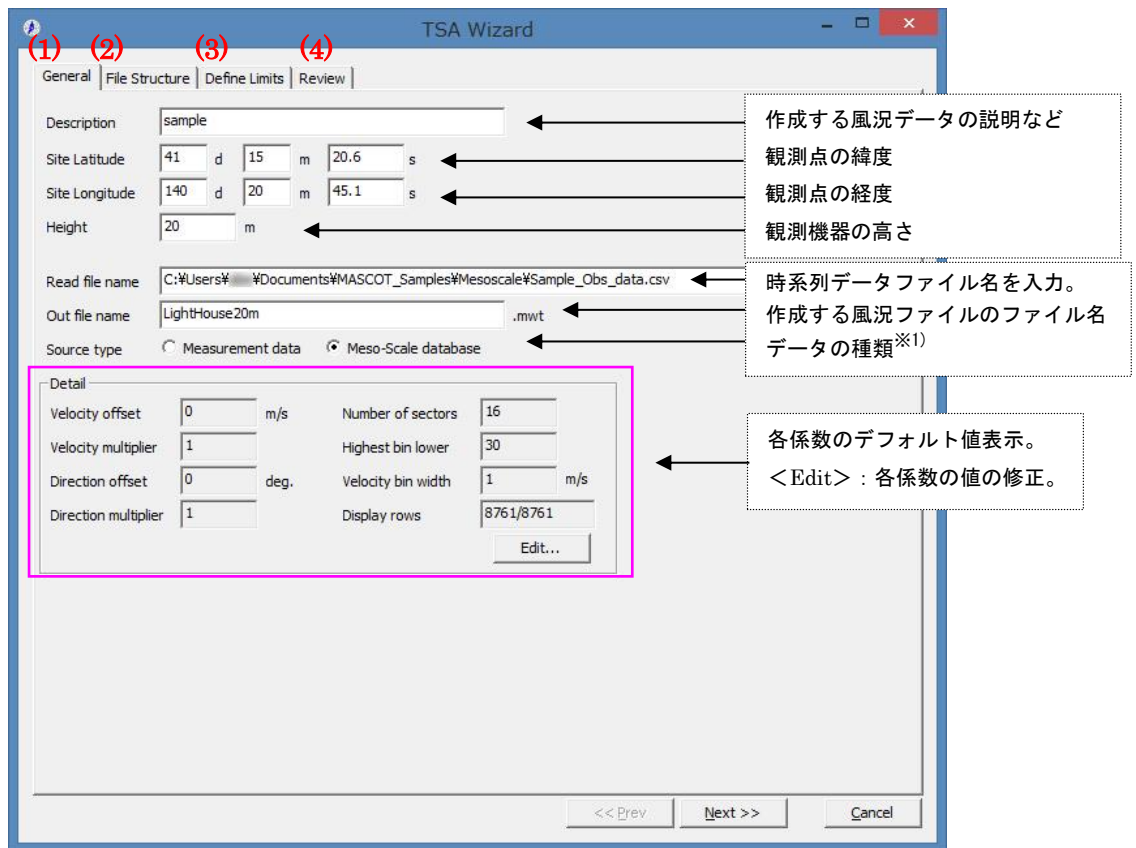 TSA Wizard
(1) (2) (3) (4)
General File Structure Define Limits Review
Description sample
Site Latitude 41 d 15 m 20.6 s
Site Longitude 140 d 20 m 45.1 s
Height 20 m
作成する風況データの説明など
観測点の緯度
観測点の経度
観測機器の高さ
Read file name C:¥Users¥ ¥Documents¥MASCOT_Samples¥Mesoscale¥Sample_Obs_data.csv
Out file name LightHouse20m .mwt
Source type Measurement data Meso-Scale database
時系列データファイル名を入力。
作成する風況ファイルのファイル名
データの種類※1)
Detail
Velocity offset 0 m/s Number of sectors 16
Velocity multiplier 1 Highest bin lower 30
Direction offset 0 deg. Velocity bin width 1 m/s
Direction multiplier 1 Display rows 8761/8761
Edit...
各係数のデフォルト値表示。
＜Edit＞：各係数の値の修正。
<< Prev Next >> Cancel